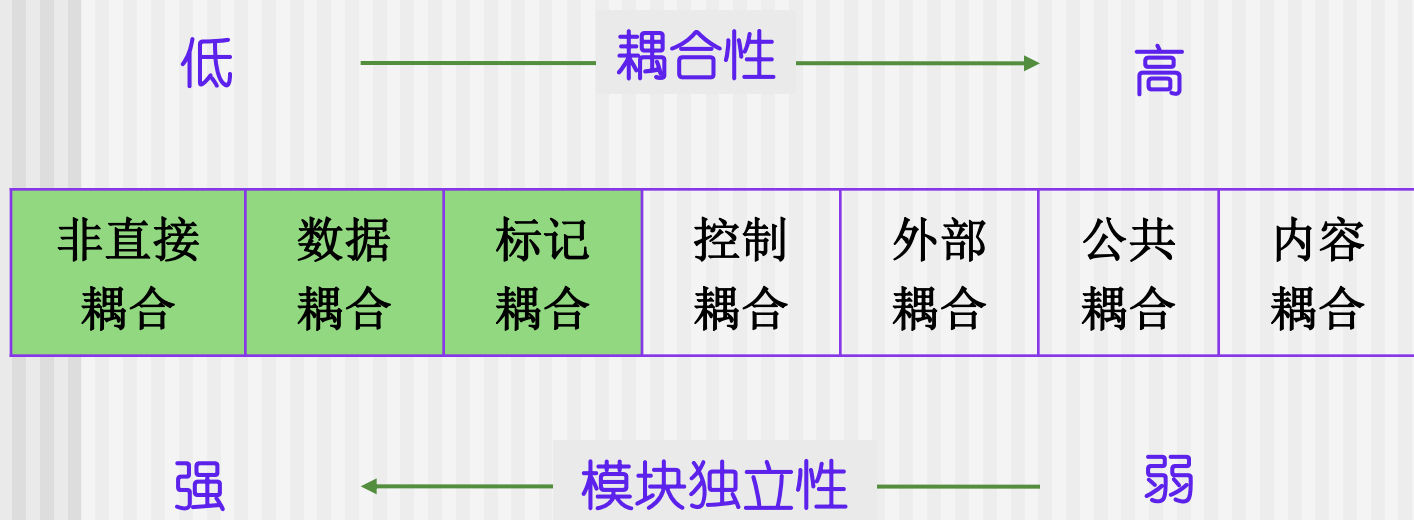 低 耦合性 高
非直接 数据 标记 控制 外部 公共 内容
耦合 耦合 耦合 耦合 耦合 耦合 耦合
强 模块独立性 弱